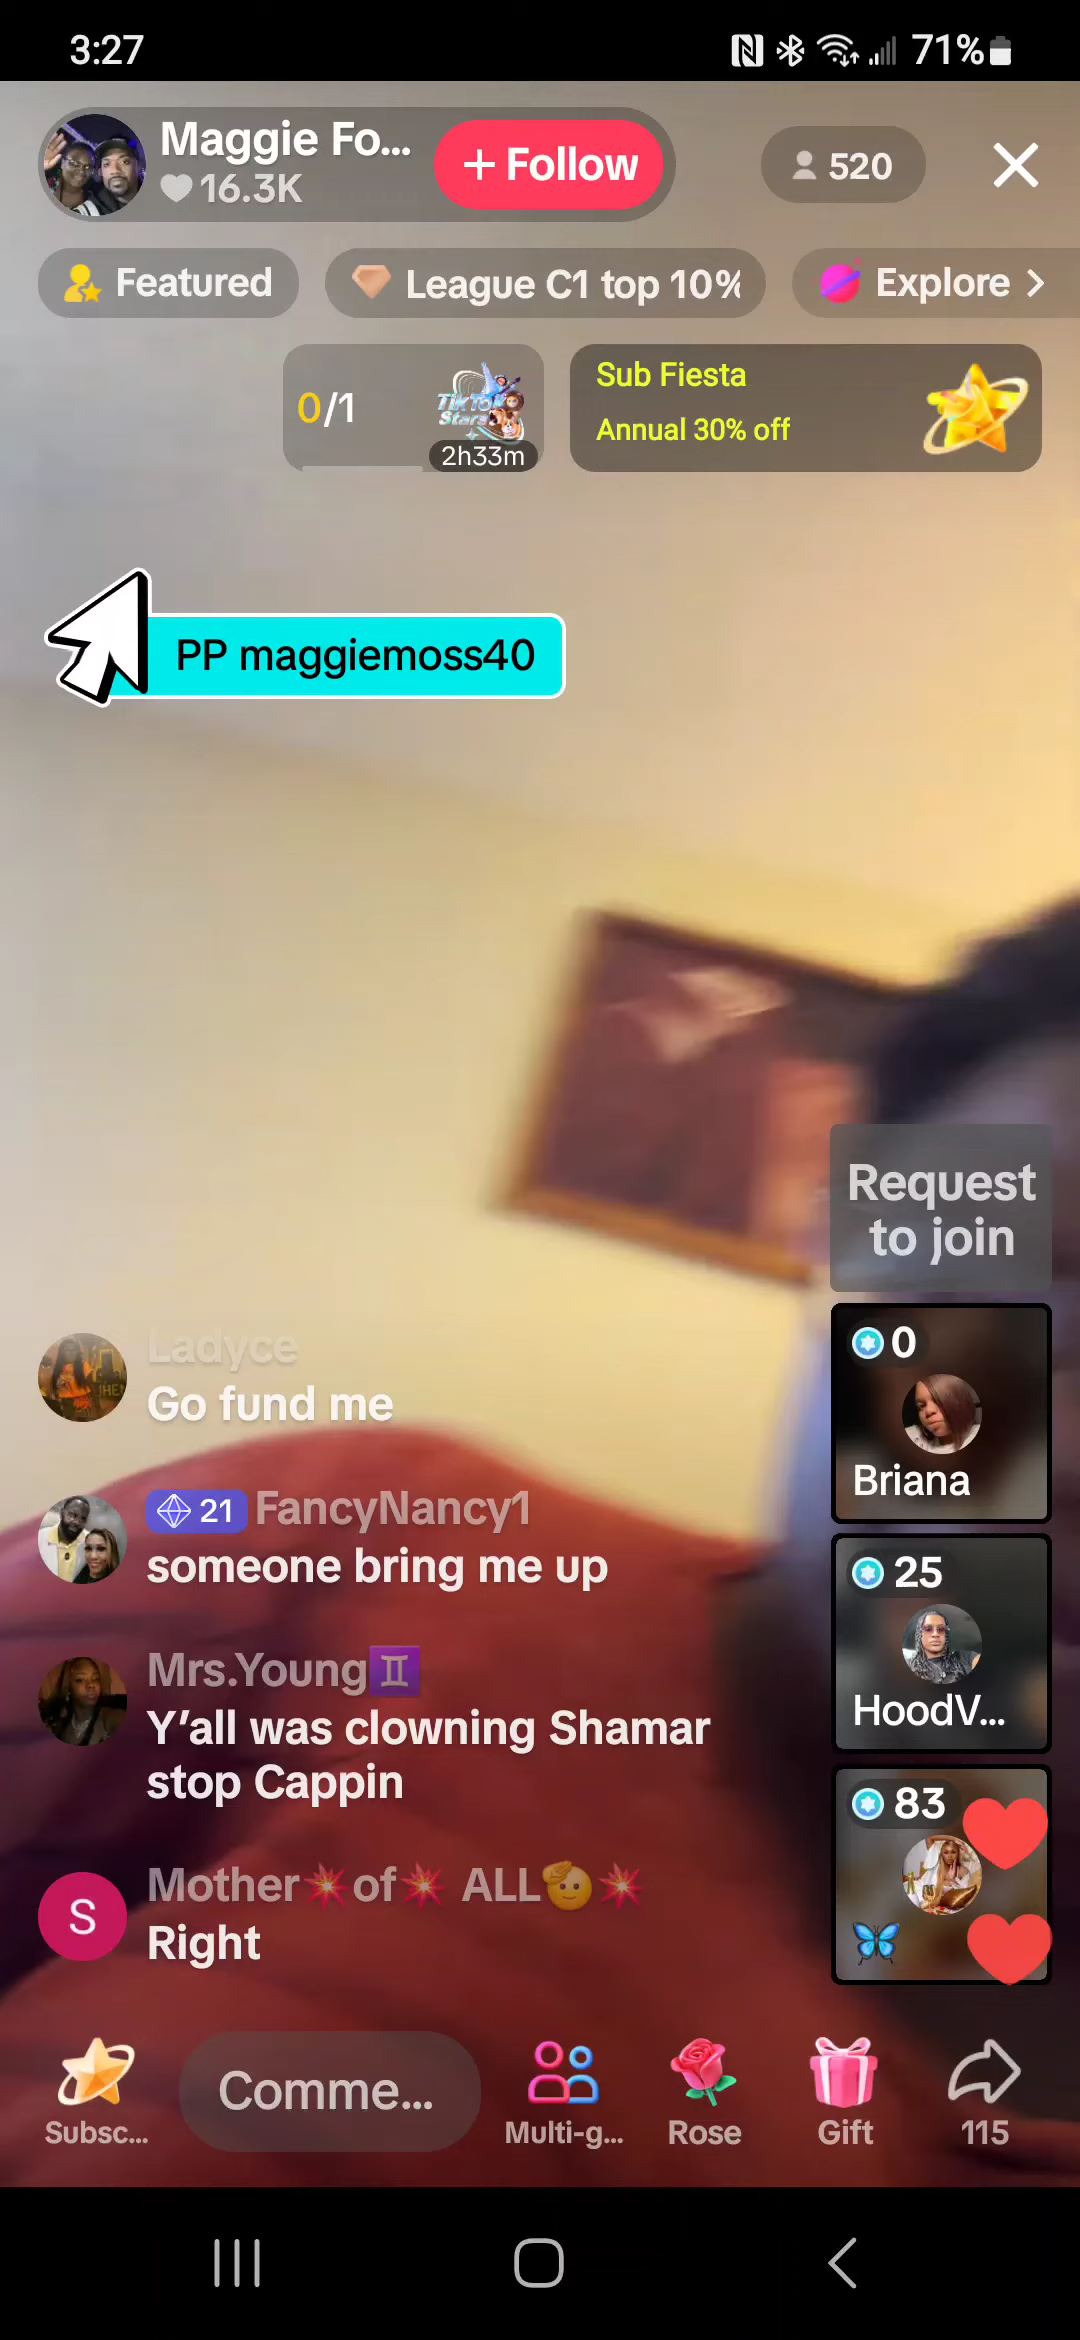 3:27
71%
Maggie Fo...
16.3K
+ Follow
520
Featured
League C1 top 10%
Explore >
0/1
TikTok
Stars
2h33m
Sub Fiesta
Annual 30% off
PP maggiemoss40
Request
to join
Ladyce
Go fund me
21 FancyNancy1
someone bring me up
Mrs.Young♊
Y’all was clowning Shamar
stop Cappin
S
Mother💥of💥 ALL🫡💥
Right
0
Briana
25
HoodV...
83
🦋
Subsc...
Comme...
Multi-g...
Rose
Gift
115